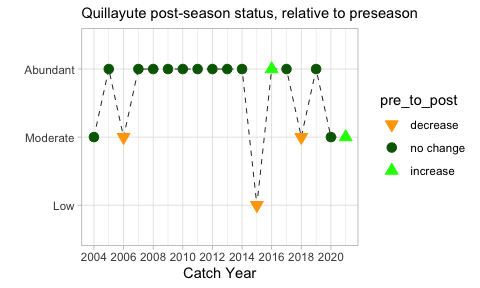 Quillayute post-season status, relative to preseason
Abundant
Moderate
Low
2004 2006 2008 2010 2012 2014 2016 2018 2020
Catch Year
pre_to_post
decrease
no change
increase